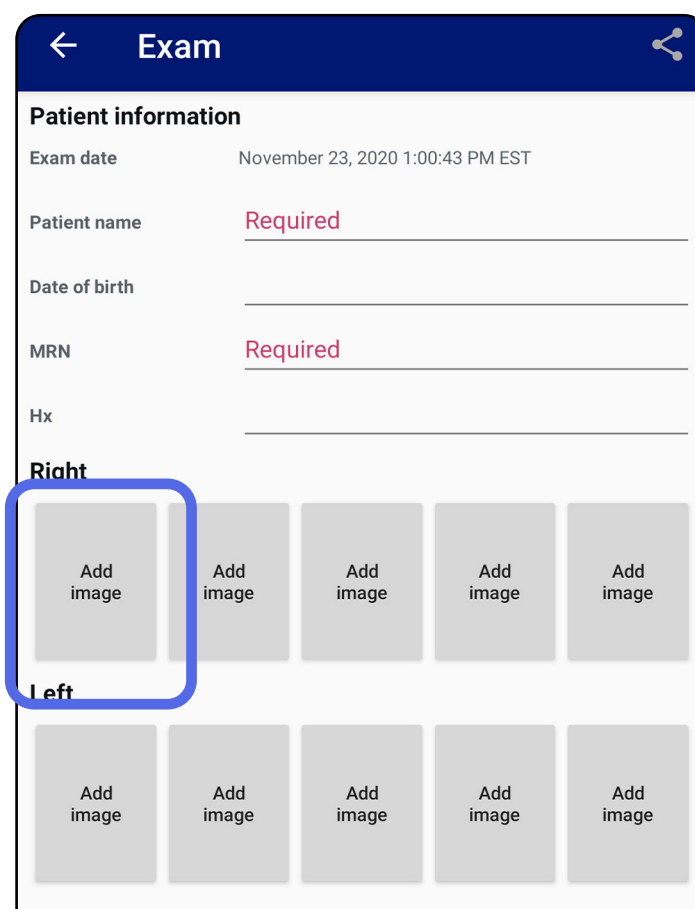 Exam
Patient information
Exam date November 23, 2020 1:00:43 PM EST
Patient name Required
Date of birth
MRN Required
Hx
Right
Add image Add image Add image Add image Add image
Left
Add image Add image Add image Add image Add image